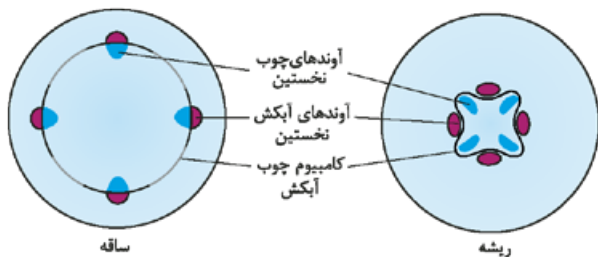 آوندهای چوب
نخستین
آوندهای آبکش
نخستین
کامبیوم چوب
آبکش
ریشه
ساقه